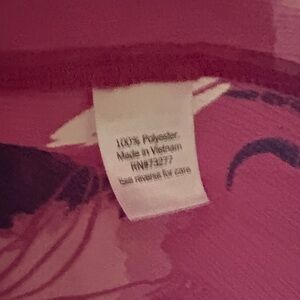 100% Polyester.
Made in Vietnam
RN#73277
See reverse for care